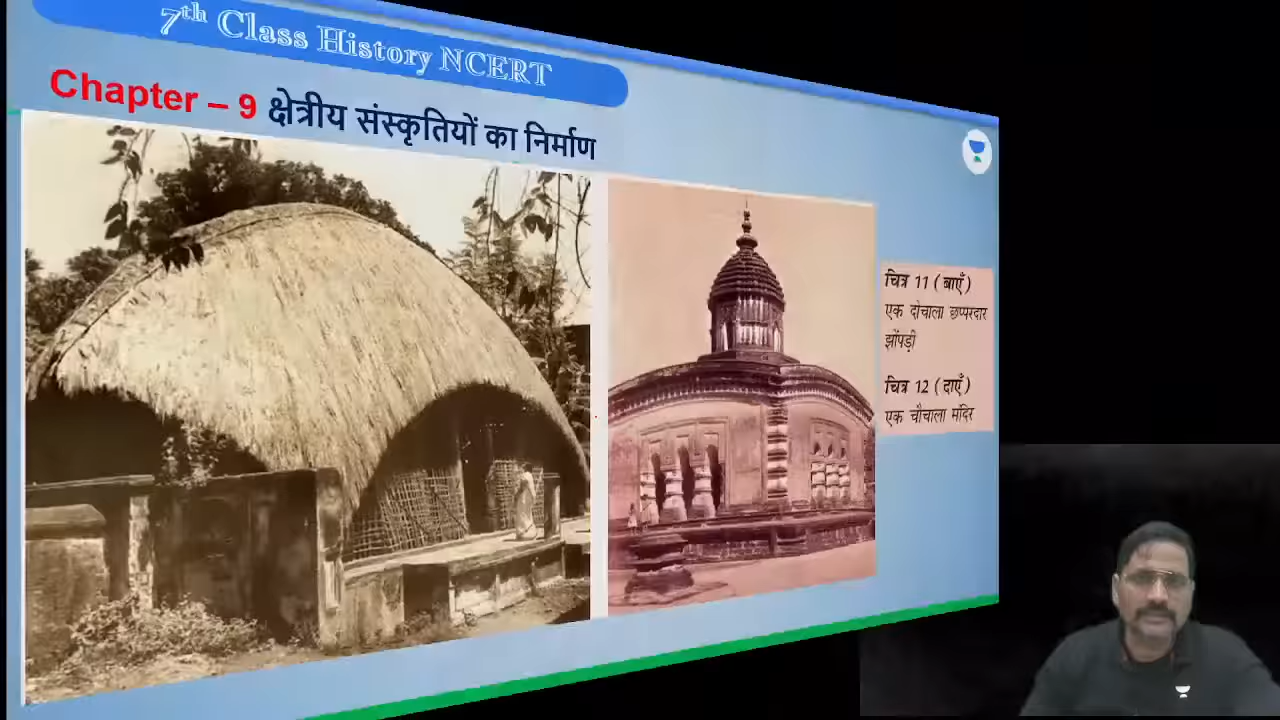 7th Class History NCERT
Chapter – 9 क्षेत्रीय संस्कृतियों का निर्माण
चित्र 11 (बाएँ)
एक दोचाला छप्परदार
झोंपड़ी
चित्र 12 (दाएँ)
एक चौचाला मंदिर